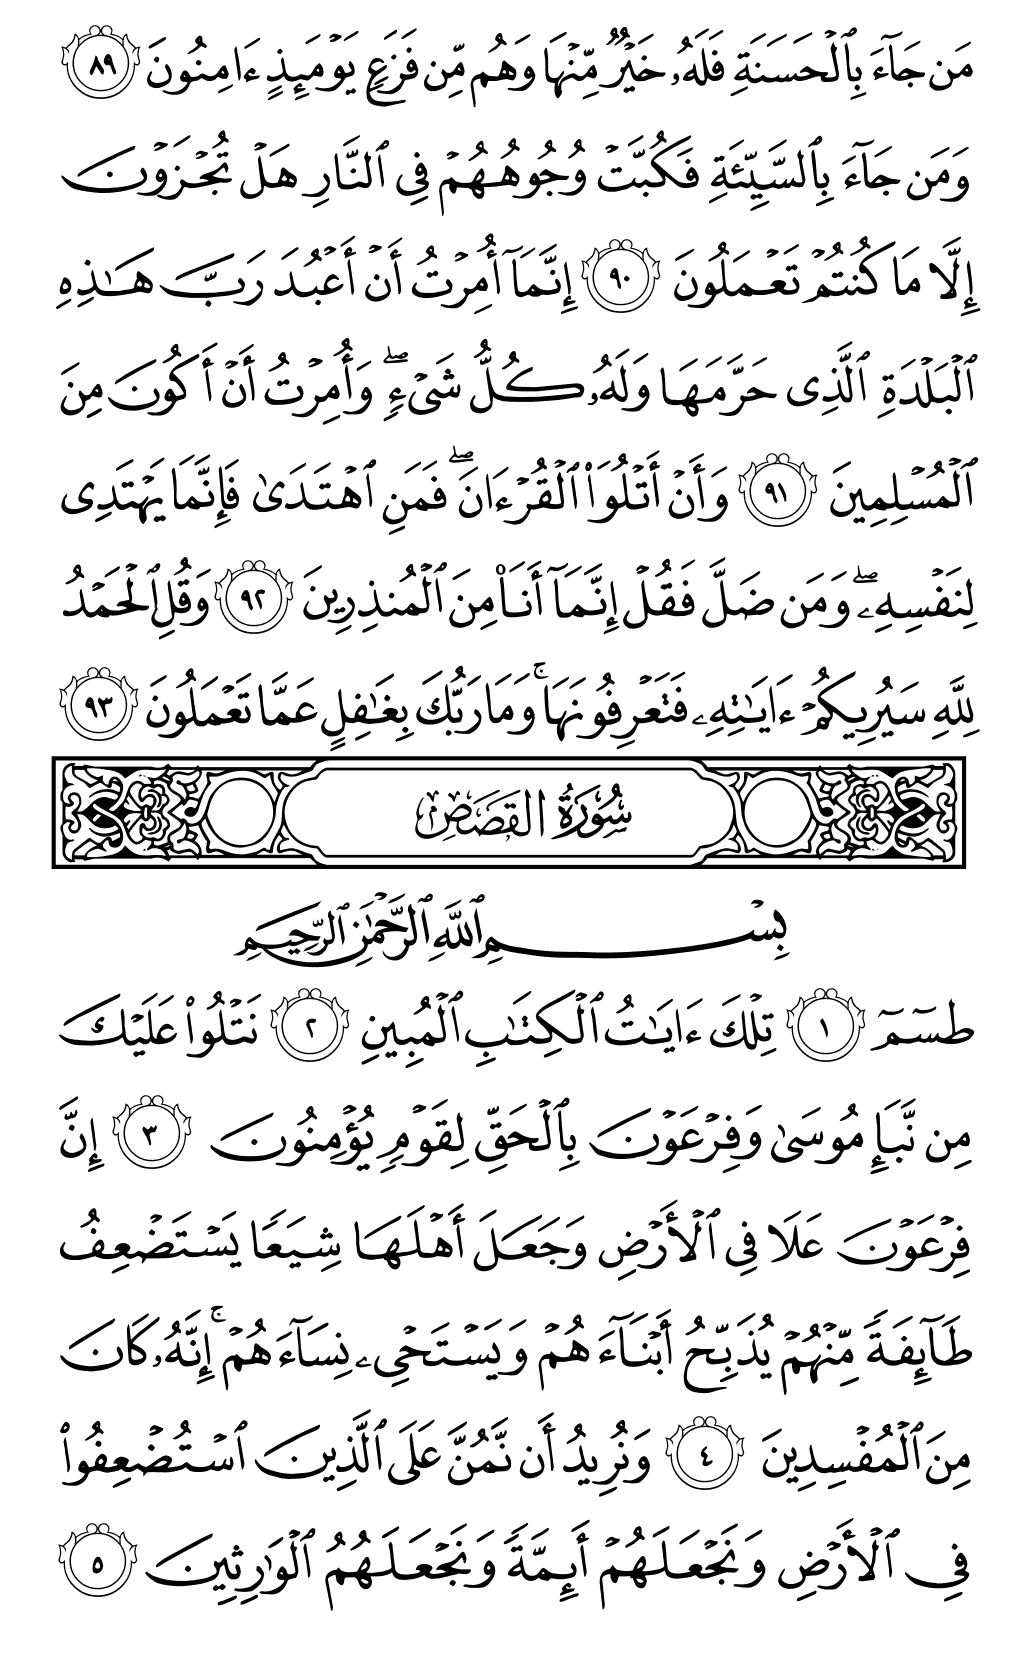 مَن جَآءَ بِٱلْحَسَنَةِ فَلَهُۥ خَيْرٌ مِّنْهَا وَهُم مِّن فَزَعٍ يَوْمَئِذٍ ءَامِنُونَ ٨٩
وَمَن جَآءَ بِٱلسَّيِّئَةِ فَكُبَّتْ وُجُوهُهُمْ فِى ٱلنَّارِ هَلْ تُجْزَوْنَ
إِلَّا مَا كُنتُمْ تَعْمَلُونَ ٩٠ إِنَّمَآ أُمِرْتُ أَنْ أَعْبُدَ رَبَّ هَٰذِهِ
ٱلْبَلْدَةِ ٱلَّذِى حَرَّمَهَا وَلَهُۥ كُلُّ شَىْءٍۖ وَأُمِرْتُ أَنْ أَكُونَ مِنَ
ٱلْمُسْلِمِينَ ٩١ وَأَنْ أَتْلُوَا۟ ٱلْقُرْءَانَۖ فَمَنِ ٱهْتَدَىٰ فَإِنَّمَا يَهْتَدِى
لِنَفْسِهِۦۖ وَمَن ضَلَّ فَقُلْ إِنَّمَآ أَنَا۠ مِنَ ٱلْمُنذِرِينَ ٩٢ وَقُلِ ٱلْحَمْدُ
لِلَّهِ سَيُرِيكُمْ ءَايَٰتِهِۦ فَتَعْرِفُونَهَاۚ وَمَا رَبُّكَ بِغَٰفِلٍ عَمَّا تَعْمَلُونَ ٩٣
سُورَةُ القَصَصِ
بِسْمِ ٱللَّهِ ٱلرَّحْمَٰنِ ٱلرَّحِيمِ
طسٓمٓ ١ تِلْكَ ءَايَٰتُ ٱلْكِتَٰبِ ٱلْمُبِينِ ٢ نَتْلُوا۟ عَلَيْكَ
مِن نَّبَإِ مُوسَىٰ وَفِرْعَوْنَ بِٱلْحَقِّ لِقَوْمٍ يُؤْمِنُونَ ٣ إِنَّ
فِرْعَوْنَ عَلَا فِى ٱلْأَرْضِ وَجَعَلَ أَهْلَهَا شِيَعًا يَسْتَضْعِفُ
طَآئِفَةً مِّنْهُمْ يُذَبِّحُ أَبْنَآءَهُمْ وَيَسْتَحْىِۦ نِسَآءَهُمْۚ إِنَّهُۥ كَانَ
مِنَ ٱلْمُفْسِدِينَ ٤ وَنُرِيدُ أَن نَّمُنَّ عَلَى ٱلَّذِينَ ٱسْتُضْعِفُوا۟
فِى ٱلْأَرْضِ وَنَجْعَلَهُمْ أَئِمَّةً وَنَجْعَلَهُمُ ٱلْوَٰرِثِينَ ٥